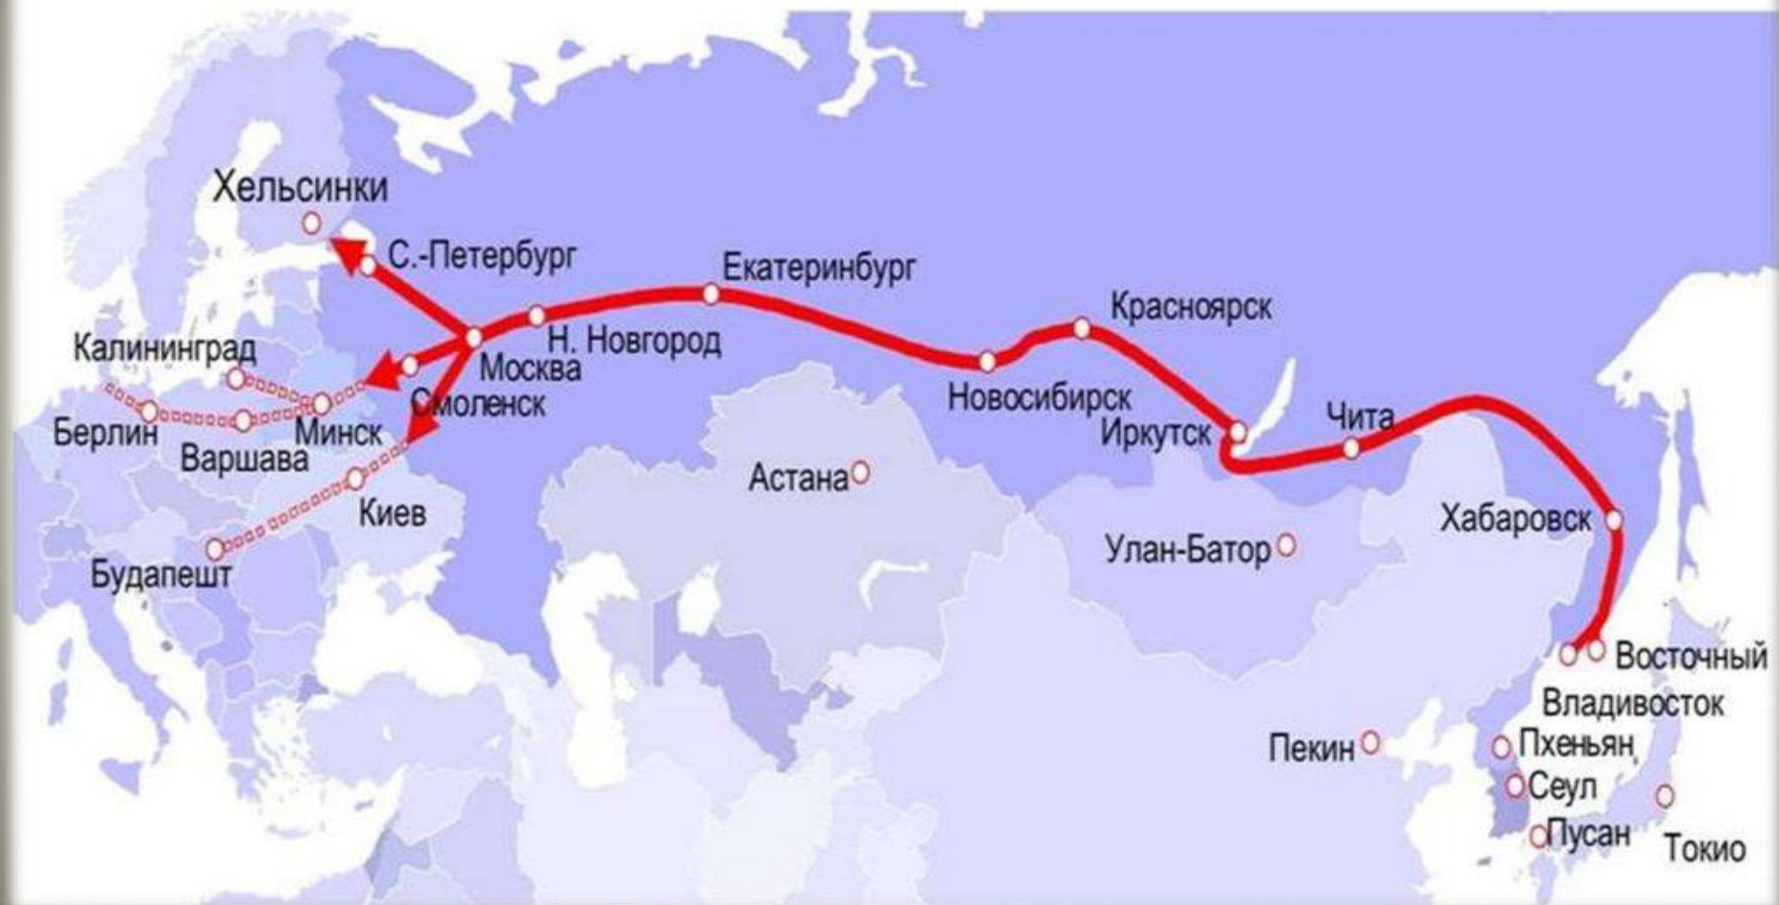 Хельсинки
С.-Петербург
Екатеринбург
Красноярск
Калининград
Н. Новгород
Москва
Смоленск
Новосибирск
Иркутск
Чита
Берлин
Минск
Варшава
Астана
Киев
Хабаровск
Улан-Батор
Будапешт
Восточный
Владивосток
Пекин
Пхеньян
Сеул
Пусан
Токио